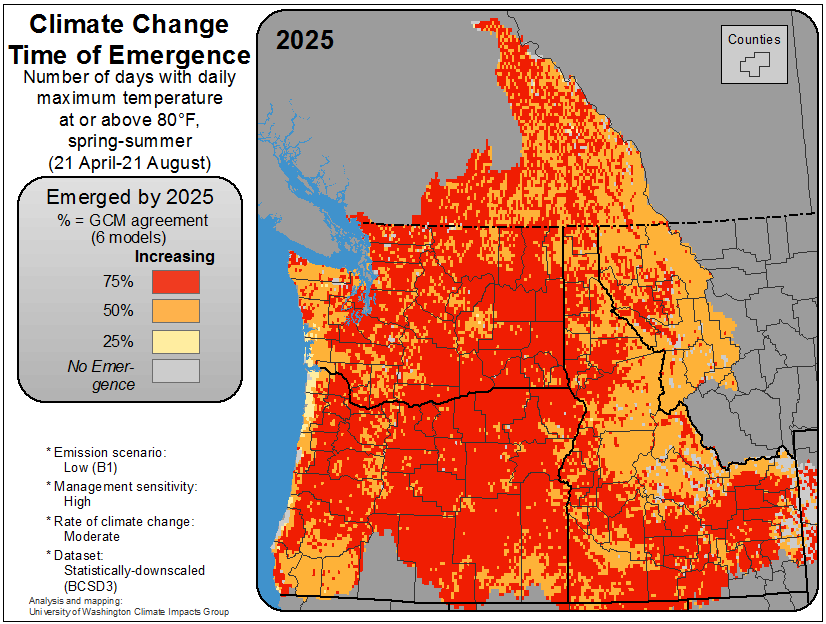 Climate Change
Time of Emergence
Number of days with daily
maximum temperature
at or above 80°F,
spring-summer
(21 April-21 August)
Emerged by 2025
% = GCM agreement
(6 models)
Increasing
75%
50%
25%
No Emer-
gence
* Emission scenario:
Low (B1)
* Management sensitivity:
High
* Rate of climate change:
Moderate
* Dataset:
Statistically-downscaled
(BCSD3)
Analysis and mapping:
University of Washington Climate Impacts Group
2025
Counties